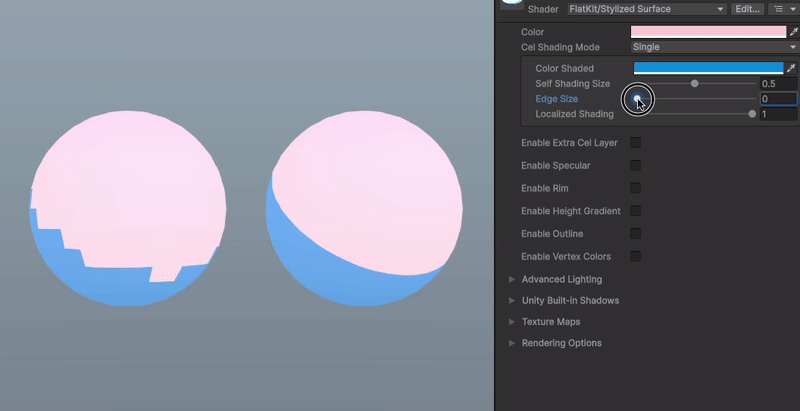 Shader FlatKit/Stylized Surface Edit...
Color
Cel Shading Mode Single
Color Shaded
Self Shading Size 0.5
Edge Size 0
Localized Shading 1
Enable Extra Cel Layer
Enable Specular
Enable Rim
Enable Height Gradient
Enable Outline
Enable Vertex Colors
Advanced Lighting
Unity Built-in Shadows
Texture Maps
Rendering Options